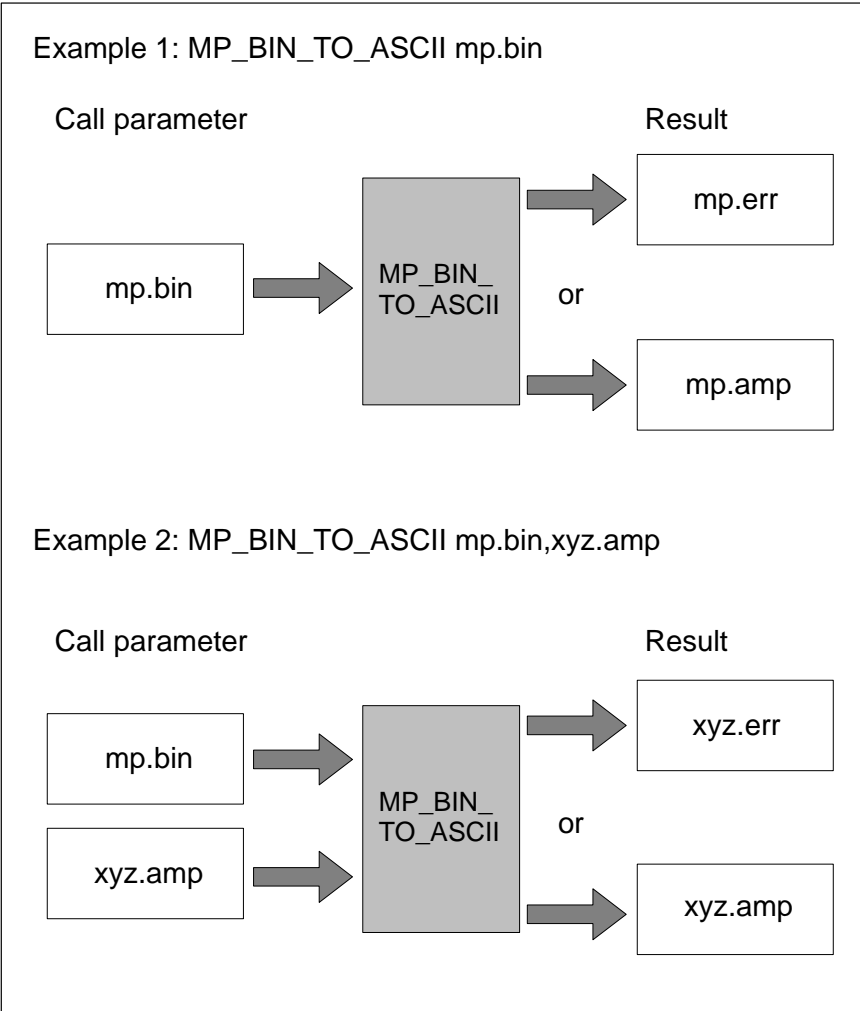 Example 1: MP_BIN_TO_ASCII mp.bin
Call parameter
Result
mp.err
mp.bin
MP_BIN_
TO_ASCII
or
mp.amp
Example 2: MP_BIN_TO_ASCII mp.bin,xyz.amp
Call parameter
Result
xyz.err
mp.bin
MP_BIN_
TO_ASCII
or
xyz.amp
xyz.amp